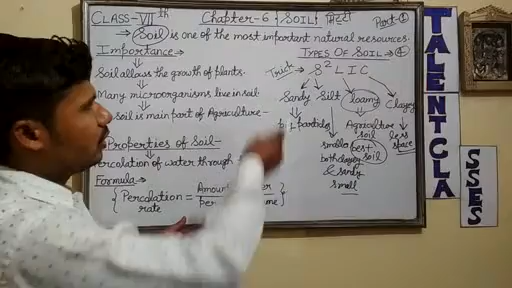 CLASS-VIIth Chapter-6 {SOIL} मिट्टी Part-1
→ Soil is one of the most important natural resources.
Importance→
Soil allows the growth of plants.
Many microorganisms live in soil
soil is main part of Agriculture-
Properties of Soil-
Percolation of water through
Formula→
{Percolation rate =
TYPES OF SOIL→4
Trick→ S²LIC
Sandy Silt loamy Clayey
particles
smaller
both clayey
& sandy
small
Agriculture
soil
best
soil
less
space
TALENT
CLASSES